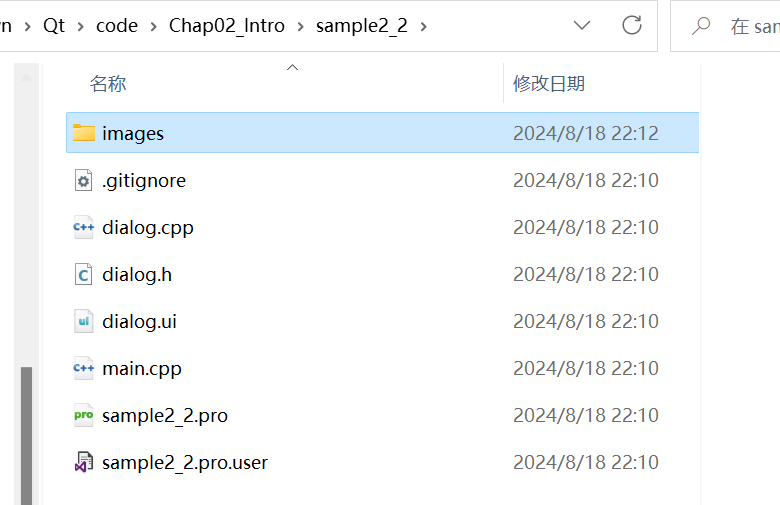 Qt > code > Chap02_Intro > sample2_2 > 在
名称 修改日期
images 2024/8/18 22:12
.gitignore 2024/8/18 22:10
dialog.cpp 2024/8/18 22:10
dialog.h 2024/8/18 22:10
dialog.ui 2024/8/18 22:10
main.cpp 2024/8/18 22:10
sample2_2.pro 2024/8/18 22:10
sample2_2.pro.user 2024/8/18 22:10